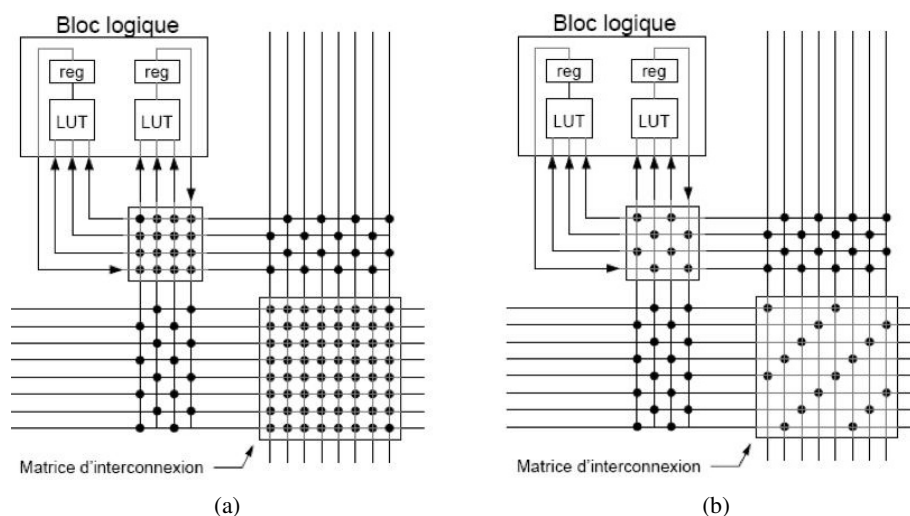 Bloc logique
reg
reg
LUT
LUT
Matrice d'interconnexion
(a)
Bloc logique
reg
reg
LUT
LUT
Matrice d'interconnexion
(b)